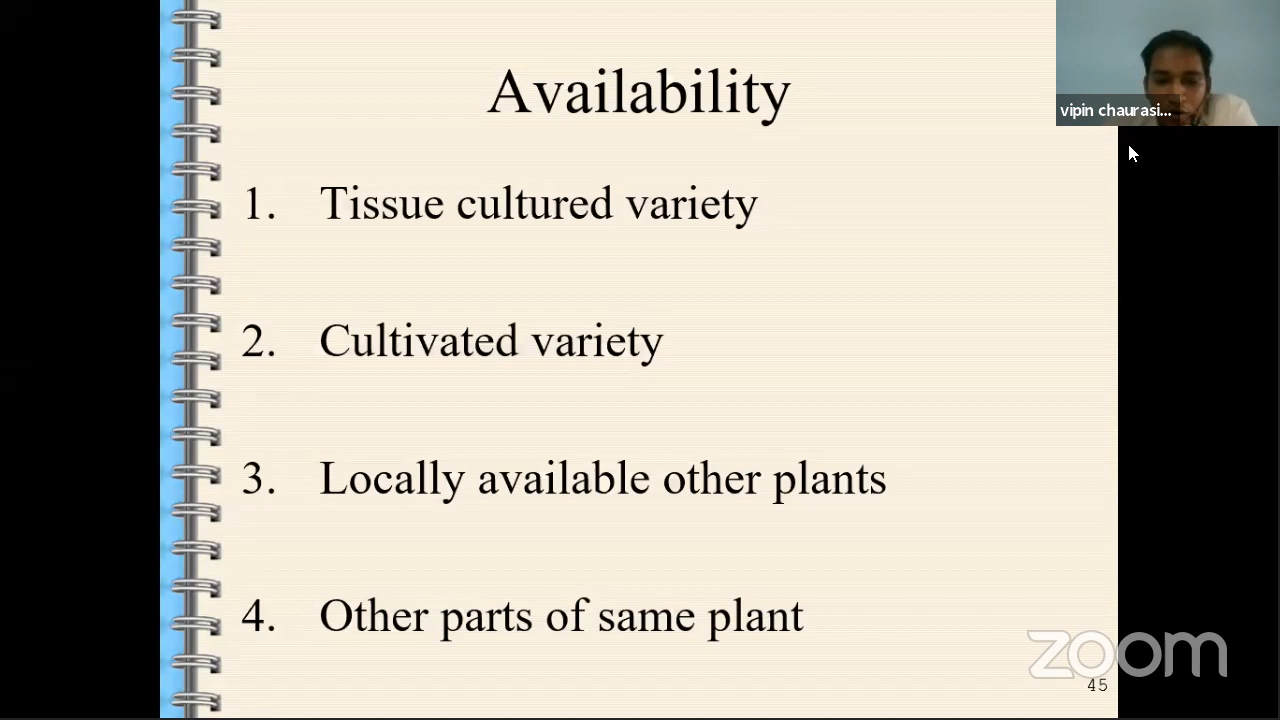 Availability
vipin chaurasi...
1. Tissue cultured variety
2. Cultivated variety
3. Locally available other plants
4. Other parts of same plant
zoom
45